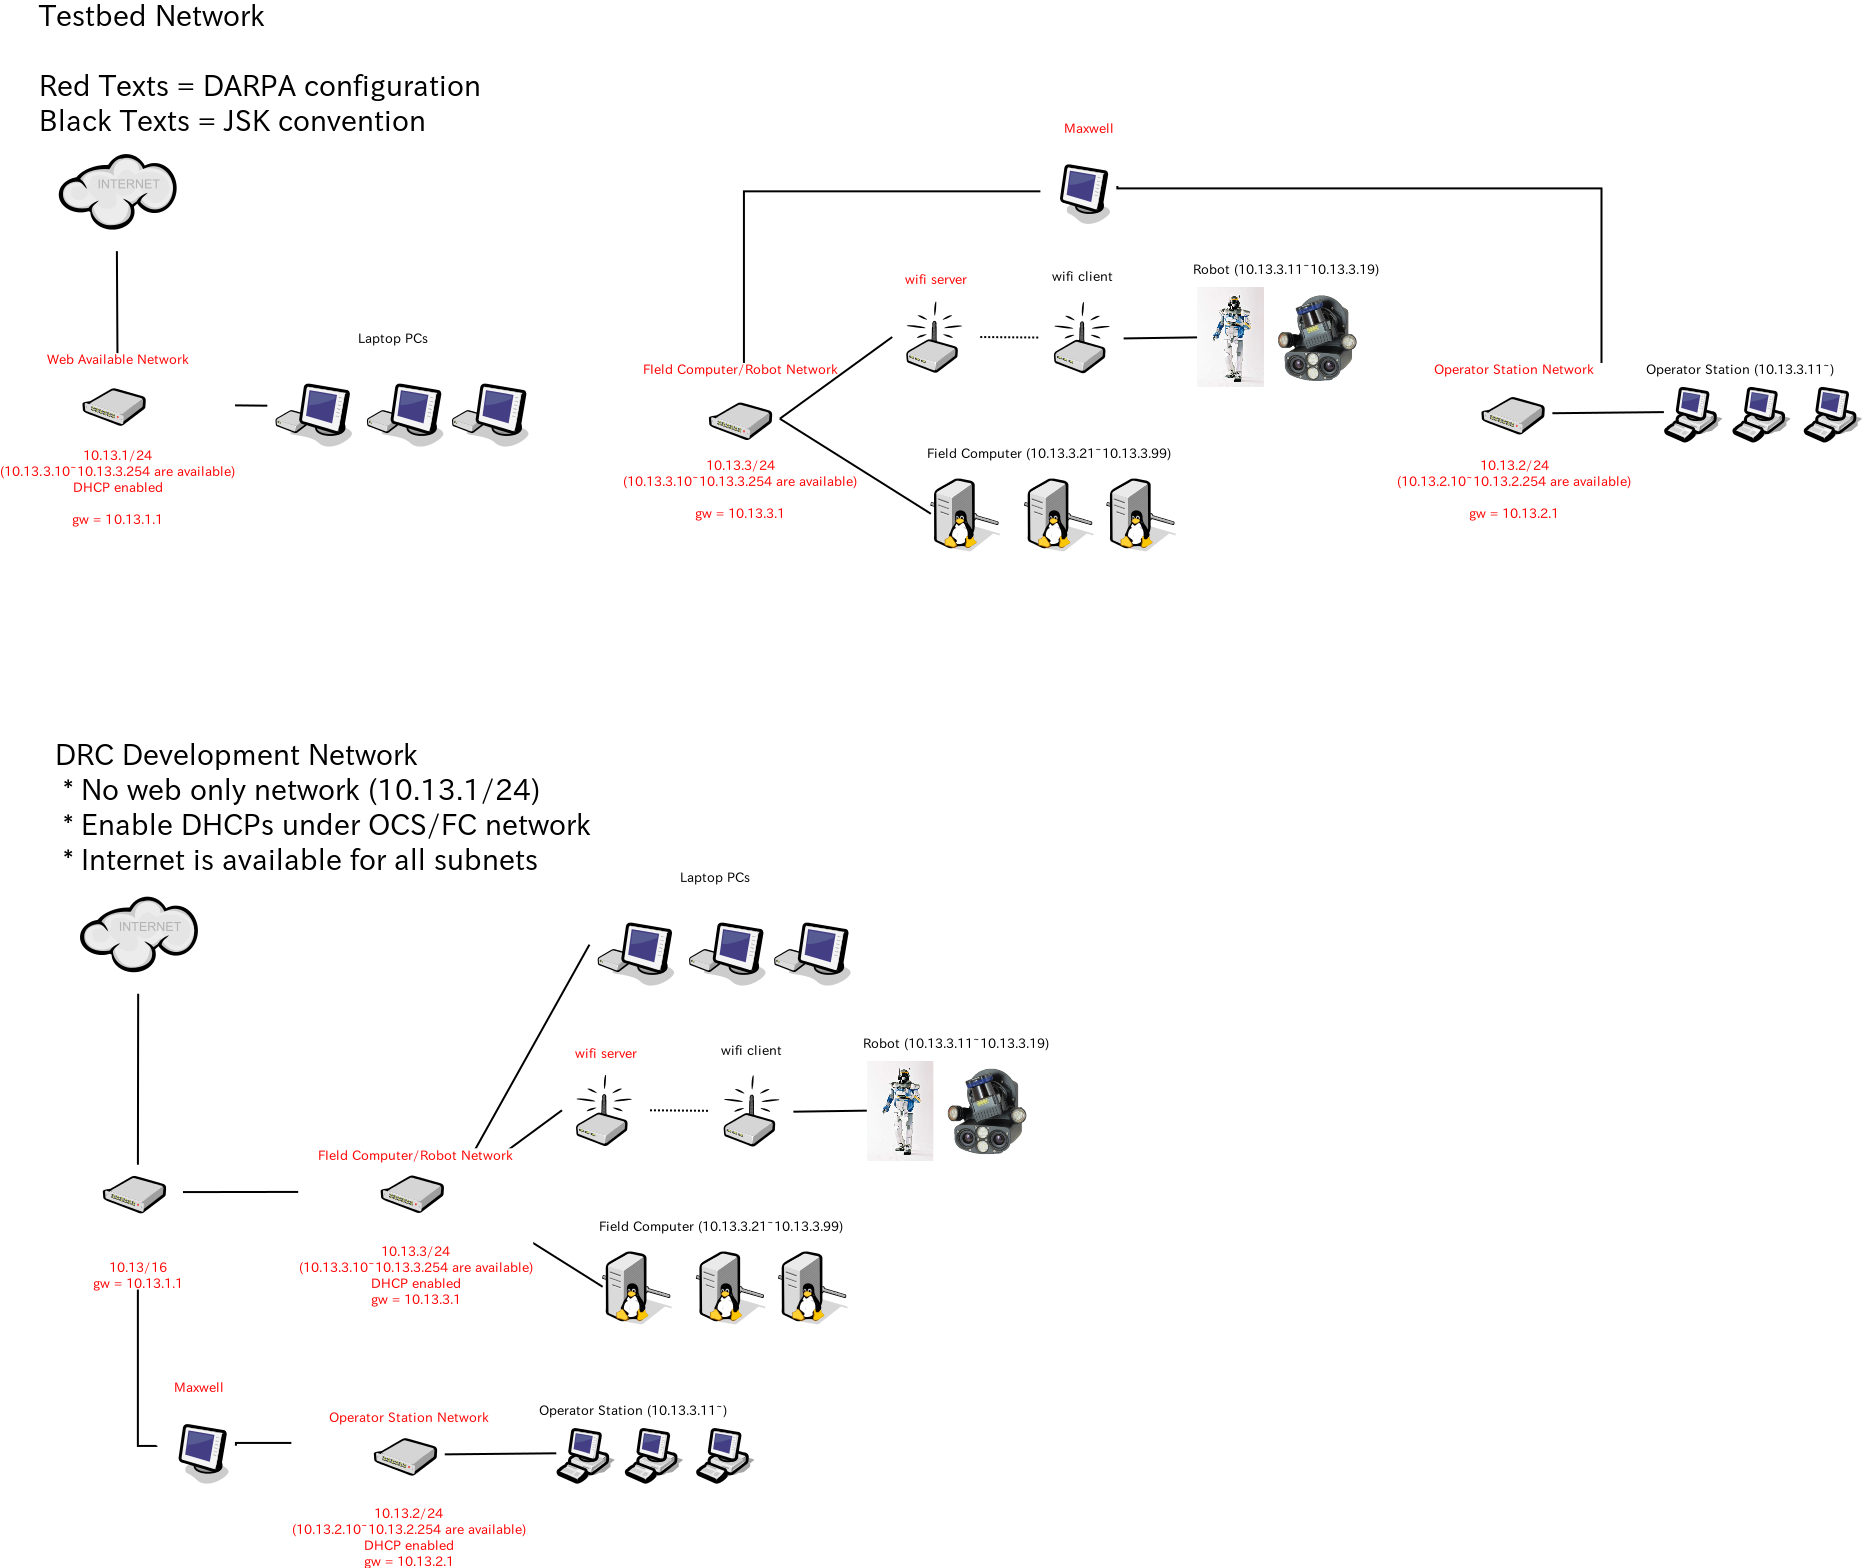 Testbed Network
Red Texts = DARPA configuration
Black Texts = JSK convention
INTERNET
Web Available Network
10.13.1/24
(10.13.3.10~10.13.3.254 are available)
DHCP enabled
gw = 10.13.1.1
Laptop PCs
Maxwell
FIeld Computer/Robot Network
10.13.3/24
(10.13.3.10~10.13.3.254 are available)
gw = 10.13.3.1
wifi server
wifi client
Robot (10.13.3.11~10.13.3.19)
Field Computer (10.13.3.21~10.13.3.99)
Operator Station Network
10.13.2/24
(10.13.2.10~10.13.2.254 are available)
gw = 10.13.2.1
Operator Station (10.13.3.11~)
DRC Development Network
* No web only network (10.13.1/24)
* Enable DHCPs under OCS/FC network
* Internet is available for all subnets
INTERNET
10.13/16
gw = 10.13.1.1
Laptop PCs
wifi server
wifi client
Robot (10.13.3.11~10.13.3.19)
FIeld Computer/Robot Network
10.13.3/24
(10.13.3.10~10.13.3.254 are available)
DHCP enabled
gw = 10.13.3.1
Field Computer (10.13.3.21~10.13.3.99)
Maxwell
Operator Station Network
Operator Station (10.13.3.11~)
10.13.2/24
(10.13.2.10~10.13.2.254 are available)
DHCP enabled
gw = 10.13.2.1